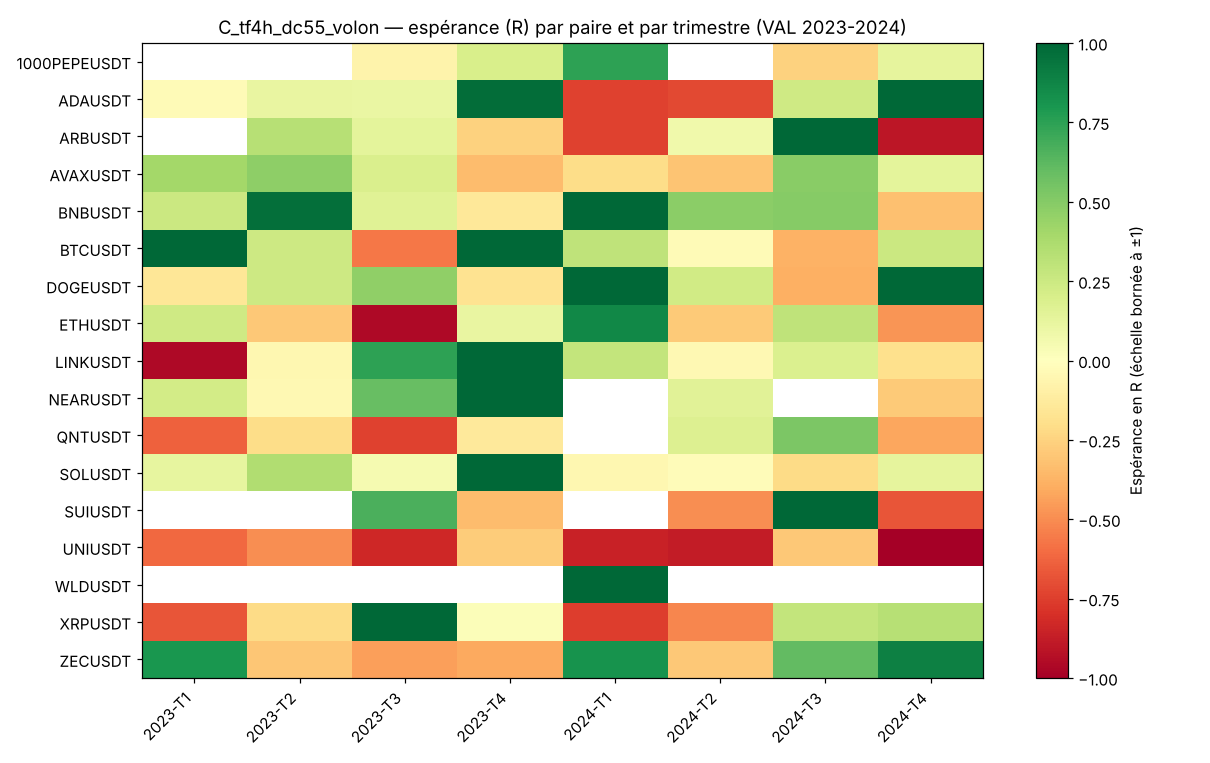 C_tf4h_dc55_volon — espérance (R) par paire et par trimestre (VAL 2023-2024)
1000PEPEUSDT
ADAUSDT
ARBUSDT
AVAXUSDT
BNBUSDT
BTCUSDT
DOGEUSDT
ETHUSDT
LINKUSDT
NEARUSDT
QNTUSDT
SOLUSDT
SUIUSDT
UNIUSDT
WLDUSDT
XRPUSDT
ZECUSDT
2023-T1
2023-T2
2023-T3
2023-T4
2024-T1
2024-T2
2024-T3
2024-T4
1.00
0.75
0.50
0.25
0.00
−0.25
−0.50
−0.75
−1.00
Espérance en R (échelle bornée à ±1)